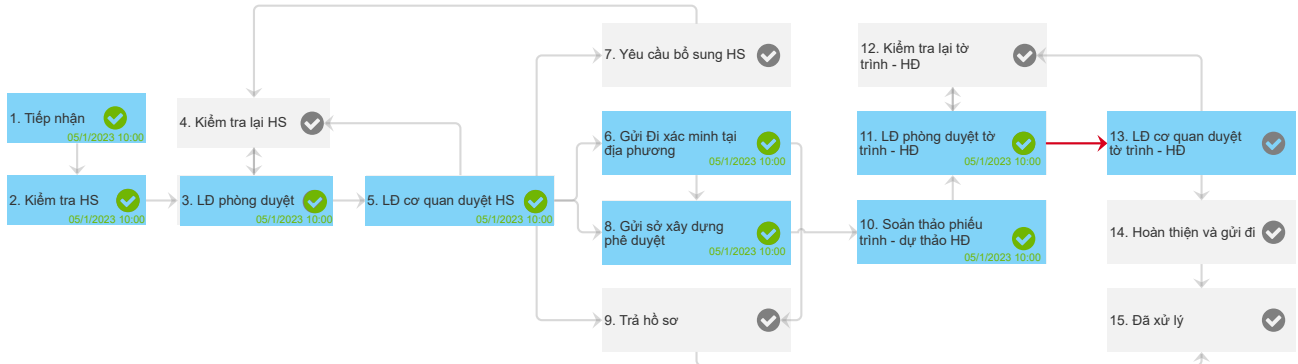 1. Tiếp nhận
05/1/2023 10:00
2. Kiểm tra HS
05/1/2023 10:00
4. Kiểm tra lại HS
3. LĐ phòng duyệt
05/1/2023 10:00
5. LĐ cơ quan duyệt HS
05/1/2023 10:00
7. Yêu cầu bổ sung HS
6. Gửi Đi xác minh tại
địa phương
05/1/2023 10:00
8. Gửi sở xây dựng
phê duyệt
05/1/2023 10:00
9. Trả hồ sơ
12. Kiểm tra lại tờ
trình - HĐ
11. LĐ phòng duyệt tờ
trình - HĐ
05/1/2023 10:00
10. Soản thảo phiếu
trình - dự thảo HĐ
05/1/2023 10:00
13. LĐ cơ quan duyệt
tờ trình - HĐ
14. Hoàn thiện và gửi đi
15. Đã xử lý